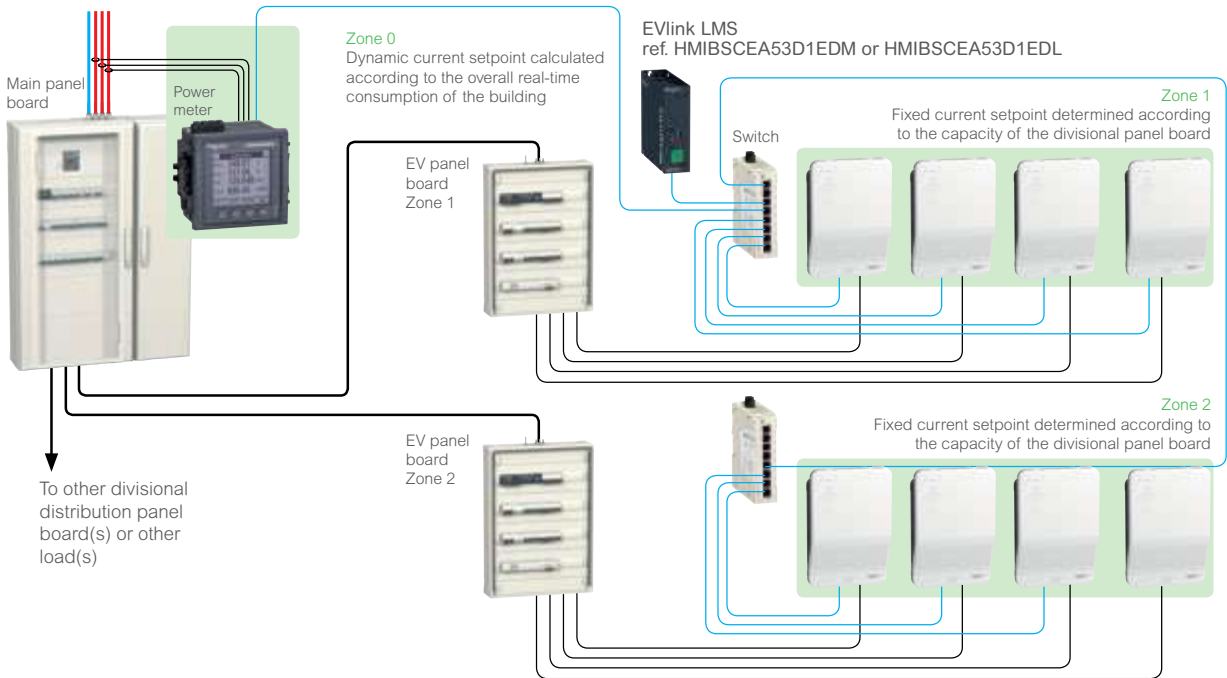 Main panel
board
Power
meter
Zone 0
Dynamic current setpoint calculated
according to the overall real-time
consumption of the building
EVlink LMS
ref. HMIBSCEA53D1EDM or HMIBSCEA53D1EDL
Switch
Zone 1
Fixed current setpoint determined according
to the capacity of the divisional panel board
EV panel
board
Zone 1
Zone 2
Fixed current setpoint determined according to
the capacity of the divisional panel board
EV panel
board
Zone 2
To other divisional
distribution panel
board(s) or other
load(s)